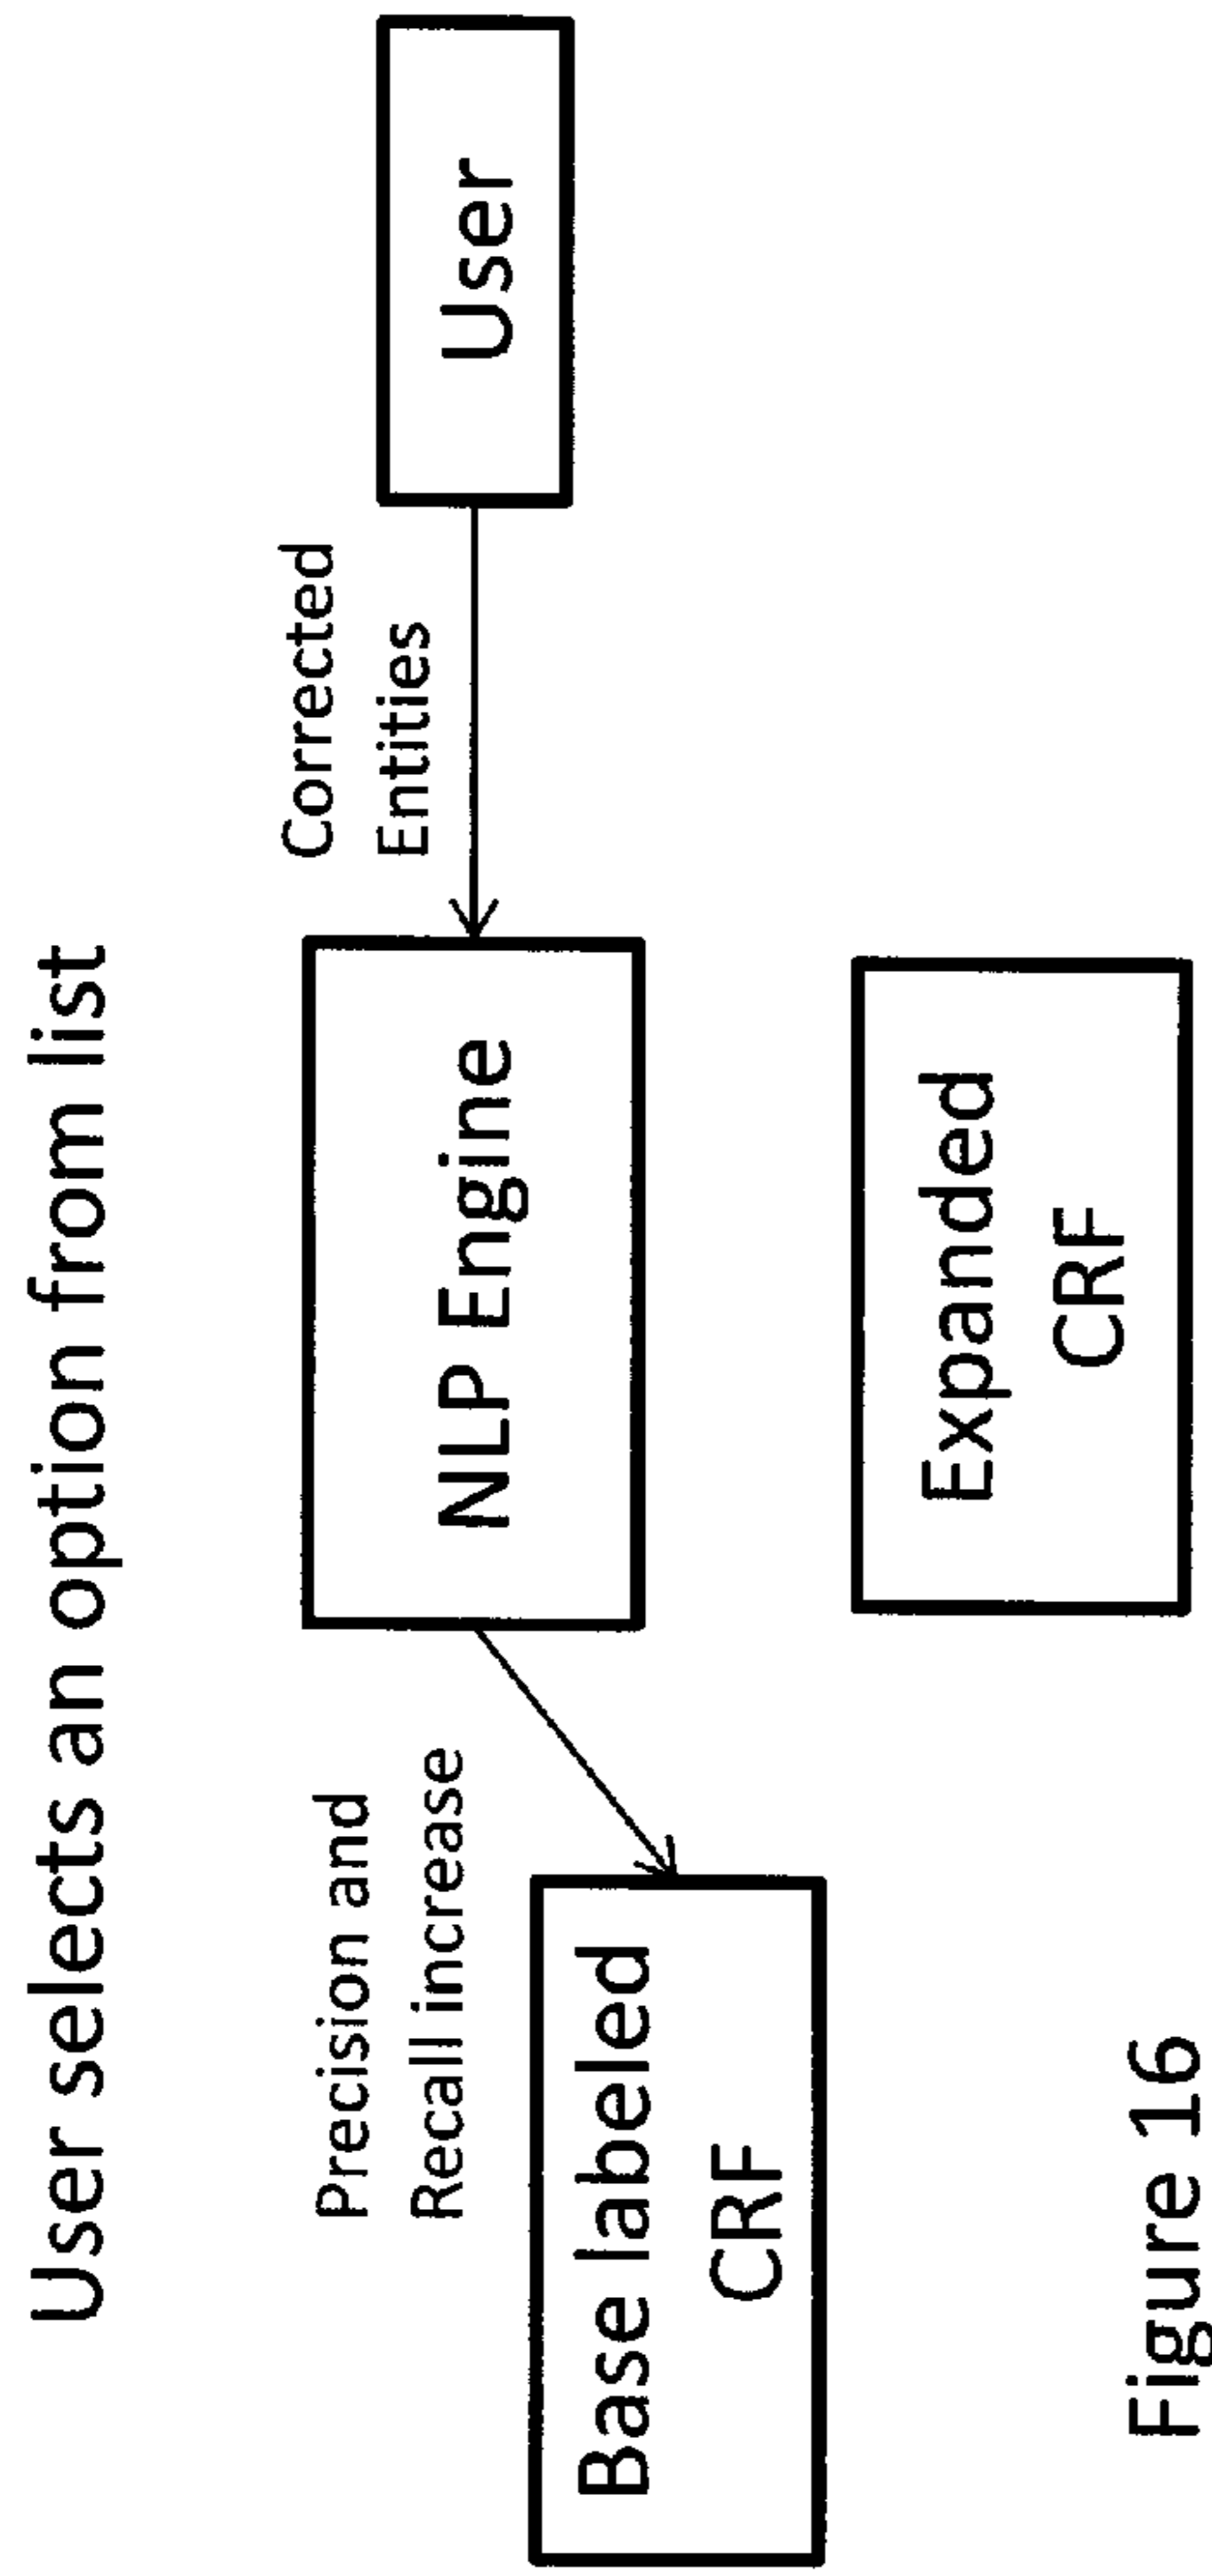 User selects an option from list
Precision and
Recall increase
Corrected
Entities
Base labeled
CRF
NLP Engine
User
Expanded
CRF
Figure 16